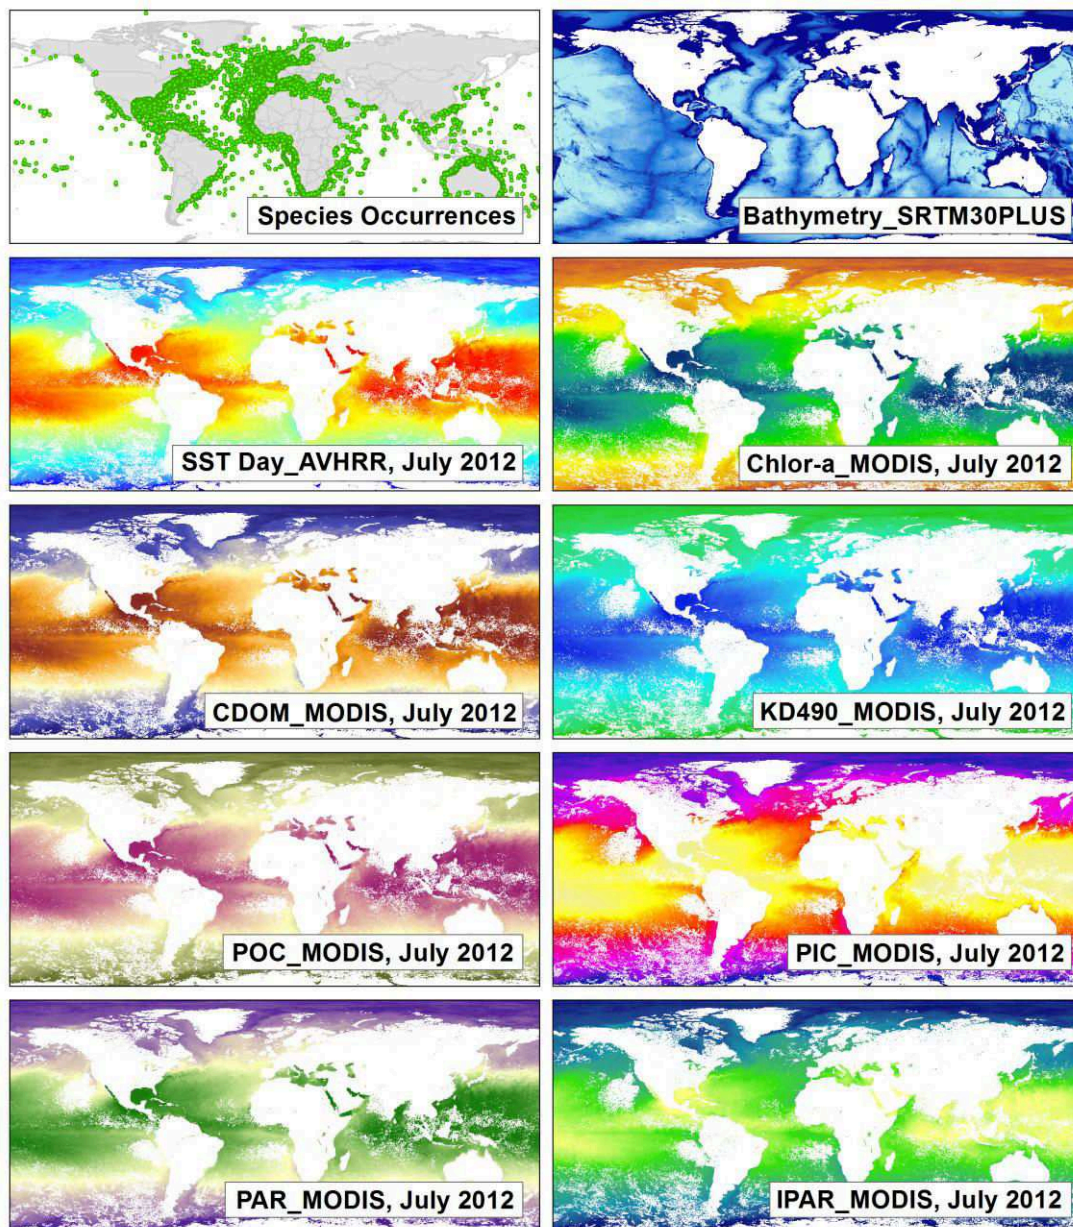 Species Occurrences
Bathymetry_SRTM30PLUS
SST Day_AVHRR, July 2012
Chlor-a_MODIS, July 2012
CDOM_MODIS, July 2012
KD490_MODIS, July 2012
POC_MODIS, July 2012
PIC_MODIS, July 2012
PAR_MODIS, July 2012
IPAR_MODIS, July 2012